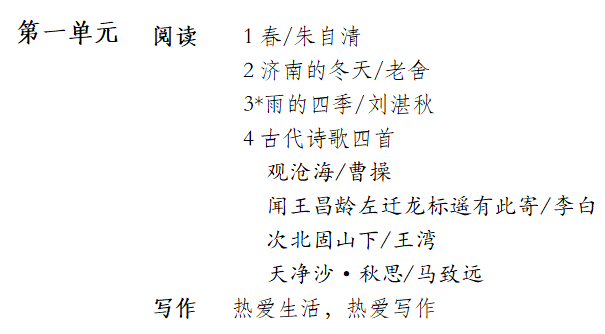 第一单元 阅读 1 春/朱自清
2 济南的冬天/老舍
3*雨的四季/刘湛秋
4 古代诗歌四首
观沧海/曹操
闻王昌龄左迁龙标遥有此寄/李白
次北固山下/王湾
天净沙·秋思/马致远
写作 热爱生活，热爱写作